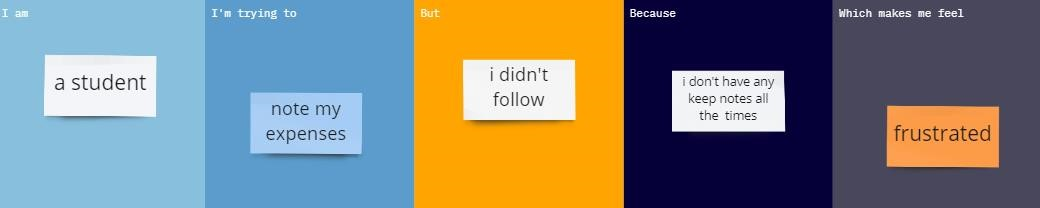 I am
a student
I'm trying to
note my
expenses
But
i didn't
follow
Because
i don't have any
keep notes all
the times
Which makes me feel
frustrated